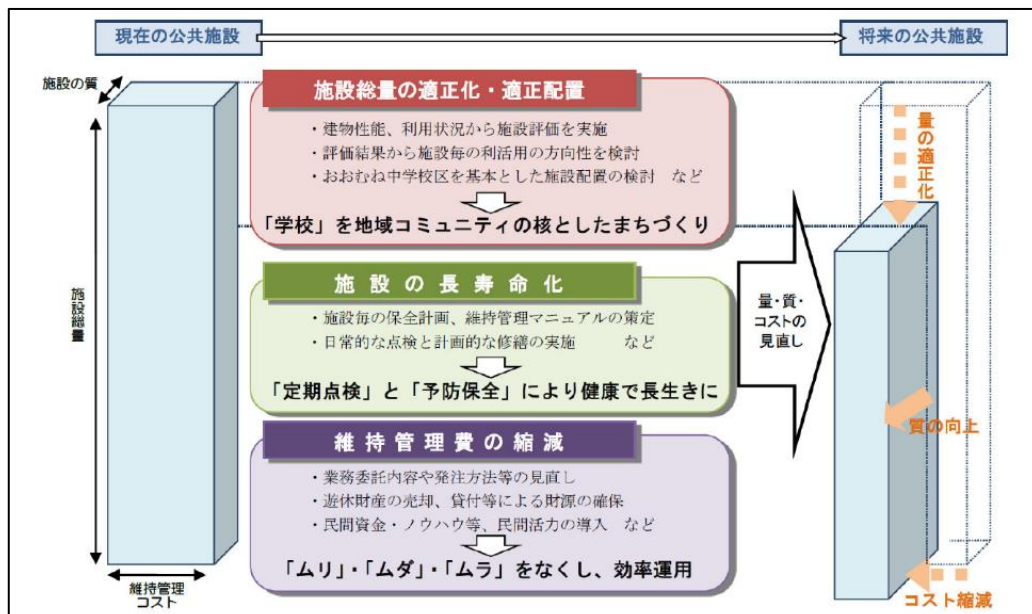 現在の公共施設
将来の公共施設
施設の質
施設総量
維持管理
コスト
施設総量の適正化・適正配置
・建物性能、利用状況から施設評価を実施
・評価結果から施設毎の利活用の方向性を検討
・おおむね中学校区を基本とした施設配置の検討　など
「学校」を地域コミュニティの核としたまちづくり
施設の長寿命化
・施設毎の保全計画、維持管理マニュアルの策定
・日常的な点検と計画的な修繕の実施　など
「定期点検」と「予防保全」により健康で長生きに
維持管理費の縮減
・業務委託内容や発注方法等の見直し
・遊休財産の売却、貸付等による財源の確保
・民間資金・ノウハウ等、民間活力の導入　など
「ムリ」・「ムダ」・「ムラ」をなくし、効率運用
量・質・
コストの
見直し
量の適正化
質の向上
コスト縮減